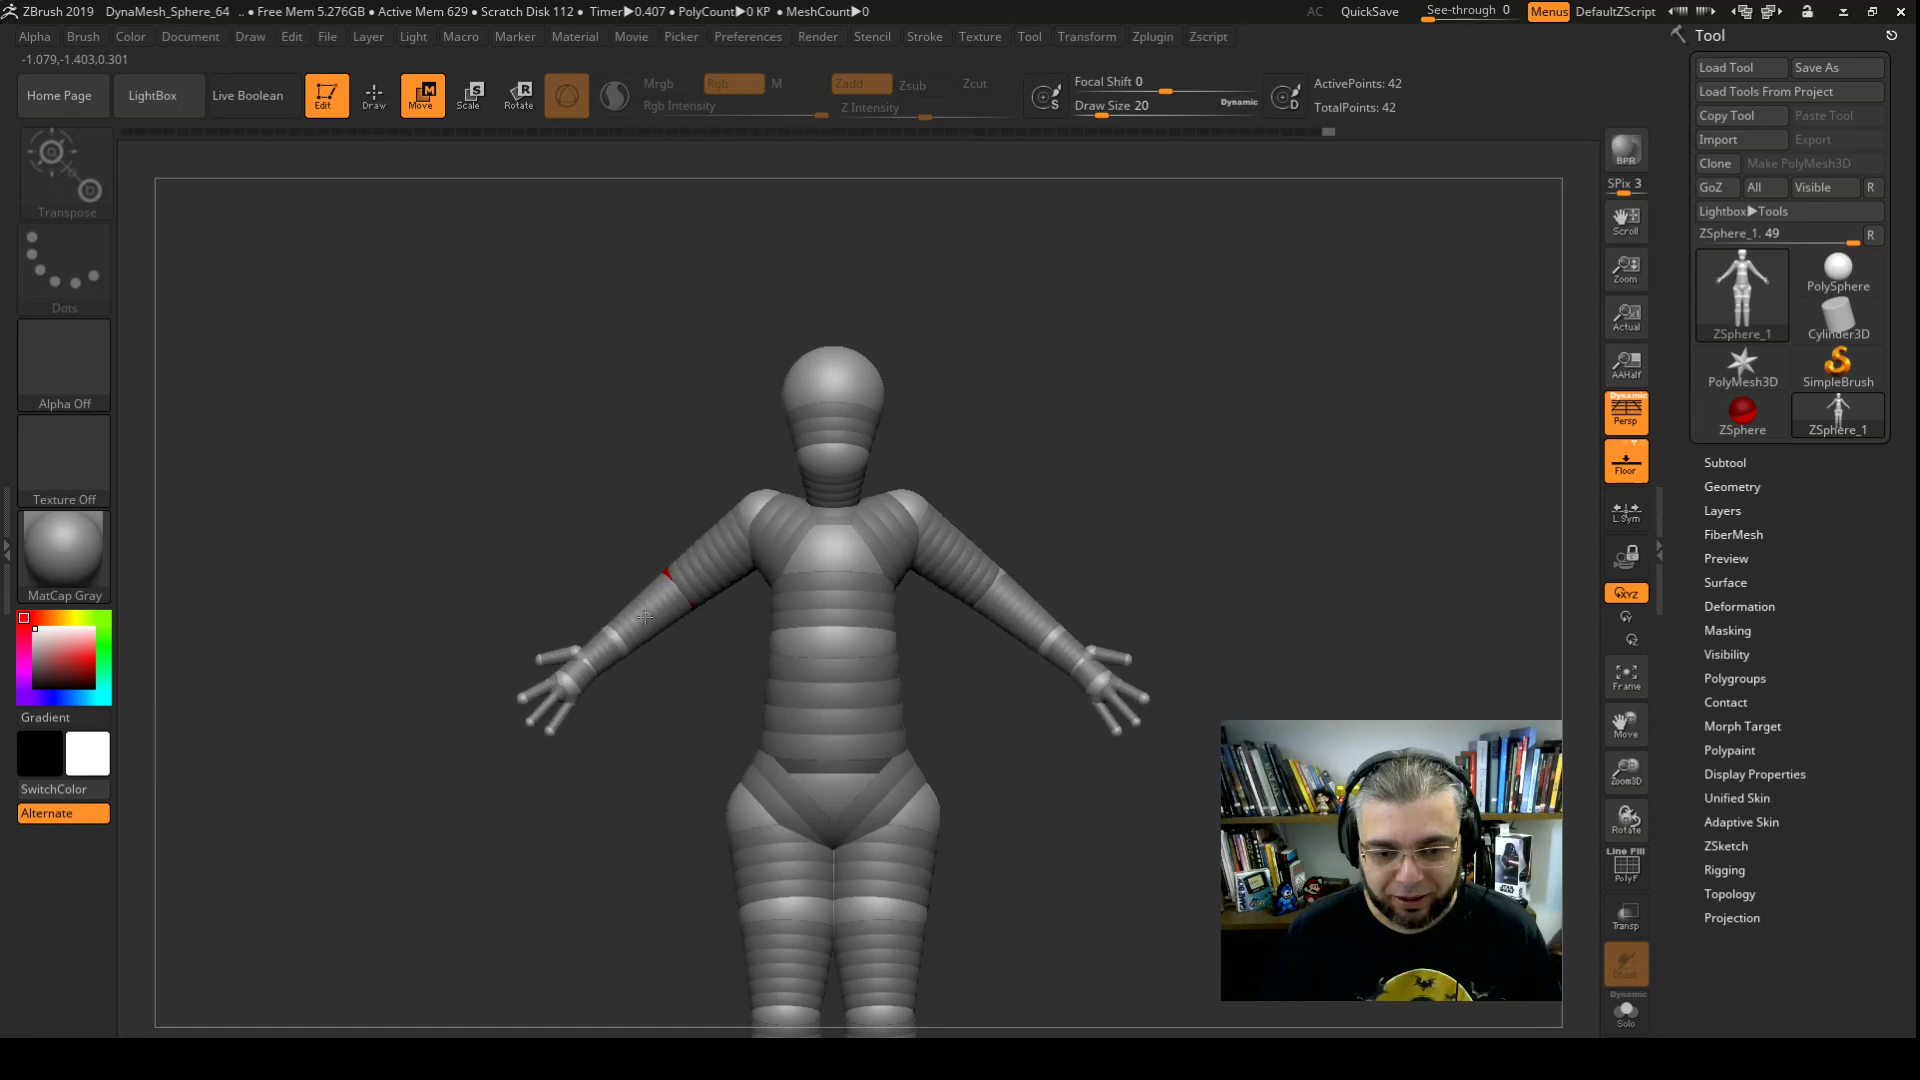 ZBrush 2019 DynaMesh_Sphere_64 .. ● Free Mem 5.276GB ● Active Mem 629 ● Scratch Disk 112 ● Timer▶0.407 ● PolyCount▶0 KP ● MeshCount▶0 AC QuickSave See-through 0 Menus DefaultZScript
Alpha Brush Color Document Draw Edit File Layer Light Macro Marker Material Movie Picker Preferences Render Stencil Stroke Texture Tool Transform Zplugin Zscript
-1.079,-1.403,0.301
Home Page LightBox Live Boolean Edit Draw Move Scale Rotate
M S R
Mrgb Rgb M Zadd Zsub Zcut
Rgb Intensity Z Intensity
S Focal Shift 0
Draw Size 20 Dynamic
D ActivePoints: 42
TotalPoints: 42
Transpose
Dots
Alpha Off
Texture Off
MatCap Gray
Gradient
SwitchColor
Alternate
BPR
SPix 3
Scroll
Zoom
Actual
AAHalf
Dynamic
Persp
Floor
L.Sym
XYZ
Y
Z
Frame
Move
Zoom3D
Rotate
Line Fill
PolyF
Transp
Ghost
Dynamic
Solo
Tool
Load Tool Save As
Load Tools From Project
Copy Tool Paste Tool
Import Export
Clone Make PolyMesh3D
GoZ All Visible R
Lightbox▶Tools
ZSphere_1. 49 R
ZSphere_1 PolySphere
Cylinder3D
PolyMesh3D SimpleBrush
ZSphere ZSphere_1
Subtool
Geometry
Layers
FiberMesh
Preview
Surface
Deformation
Masking
Visibility
Polygroups
Contact
Morph Target
Polypaint
Display Properties
Unified Skin
Adaptive Skin
ZSketch
Rigging
Topology
Projection